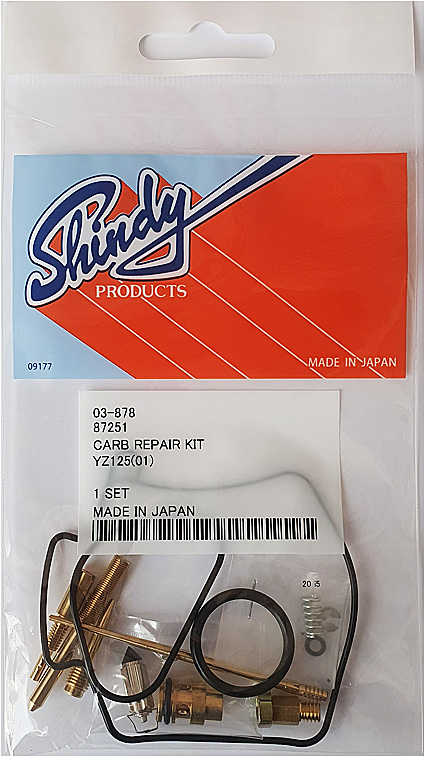 Shindy
PRODUCTS
09177
MADE IN JAPAN
03-878
87251
CARB REPAIR KIT
YZ125(01)
1 SET
MADE IN JAPAN